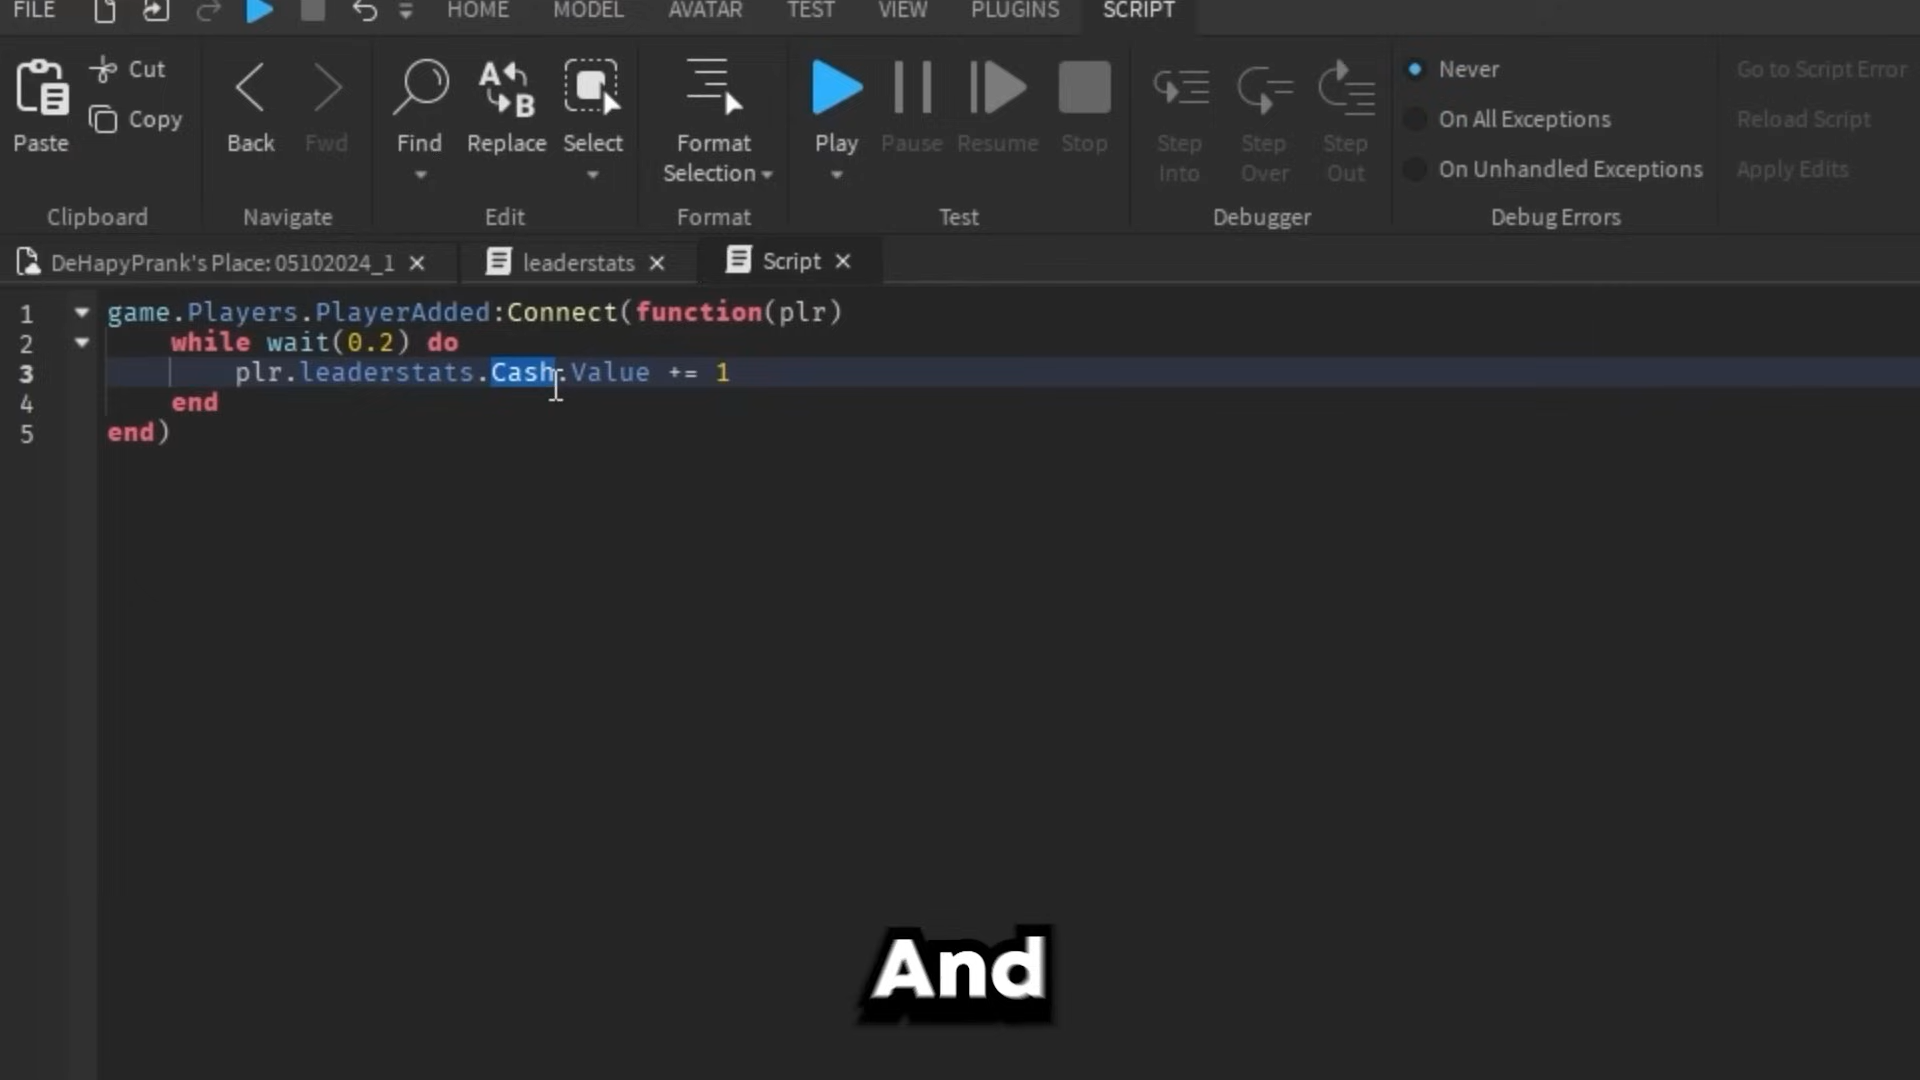 FILE HOME MODEL AVATAR TEST VIEW PLUGINS SCRIPT
Paste
Cut
Copy
Clipboard
Back
Fwd
Navigate
Find
Replace
Select
Edit
Format
Selection
Format
Play
Pause
Resume
Stop
Test
Step
Into
Step
Over
Step
Out
Debugger
Never
On All Exceptions
On Unhandled Exceptions
Debug Errors
Go to Script Error
Reload Script
Apply Edits
DeHapyPrank's Place: 05102024_1
leaderstats
Script
1 game.Players.PlayerAdded:Connect(function(plr)
2 while wait(0.2) do
3 plr.leaderstats.Cash.Value += 1
4 end
5 end)
And